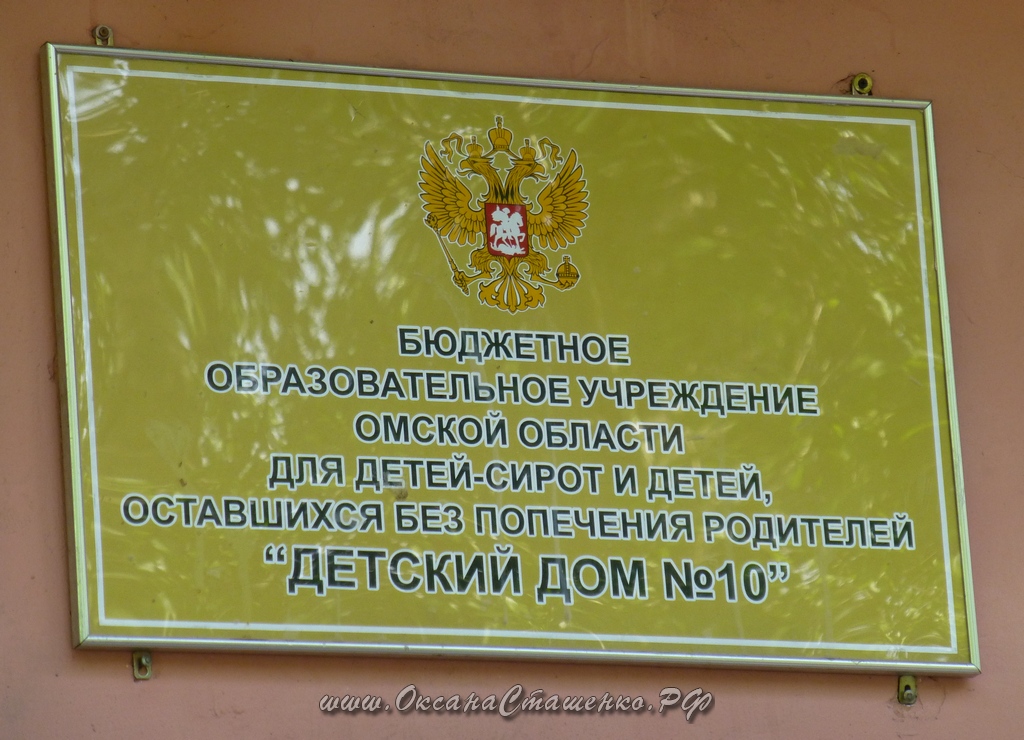 БЮДЖЕТНОЕ
ОБРАЗОВАТЕЛЬНОЕ УЧРЕЖДЕНИЕ
ОМСКОЙ ОБЛАСТИ
ДЛЯ ДЕТЕЙ-СИРОТ И ДЕТЕЙ,
ОСТАВШИХСЯ БЕЗ ПОПЕЧЕНИЯ РОДИТЕЛЕЙ
“ДЕТСКИЙ ДОМ №10”
www.ОксанаСташенко.РФ